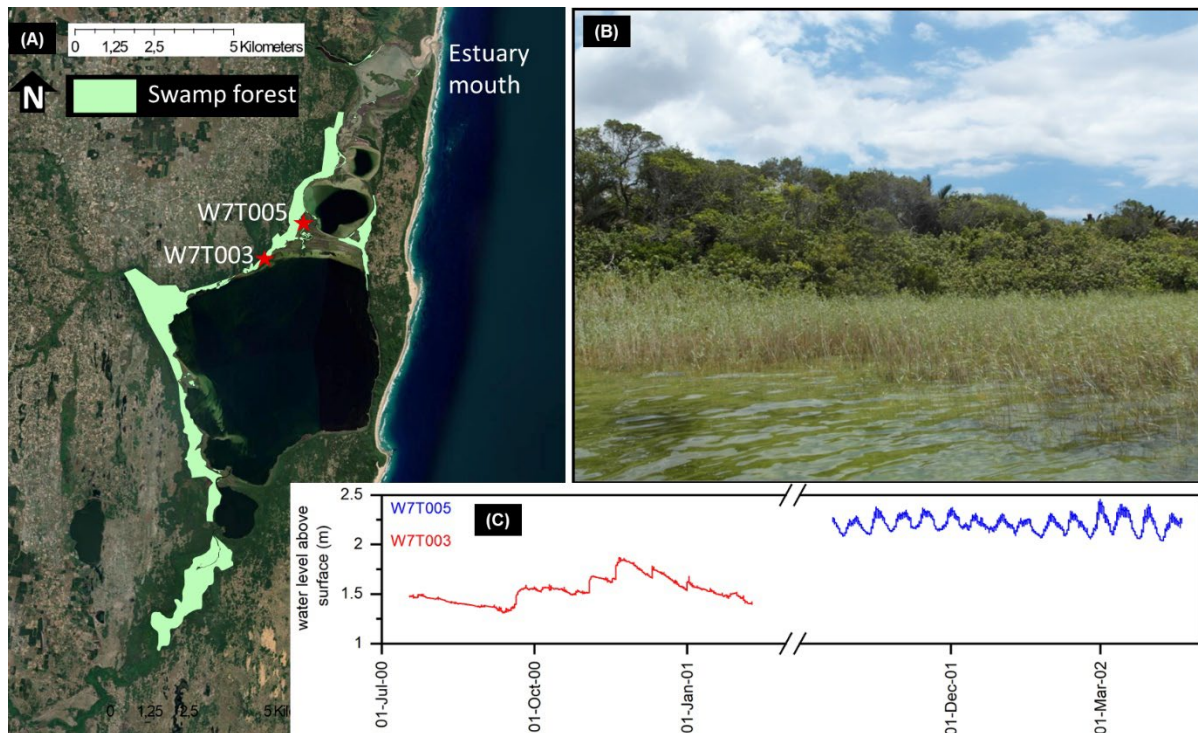 (A)
0 1,25 2,5 5 Kilometers
N
Swamp forest
Estuary
mouth
W7T005
W7T003
0 1,25 2,5 5 Kil
(B)
W7T005
W7T003
(C)
water level above
surface (m)
2.5
2
1.5
1
01-Jul-00
01-Oct-00
01-Jan-01
01-Dec-01
01-Mar-02